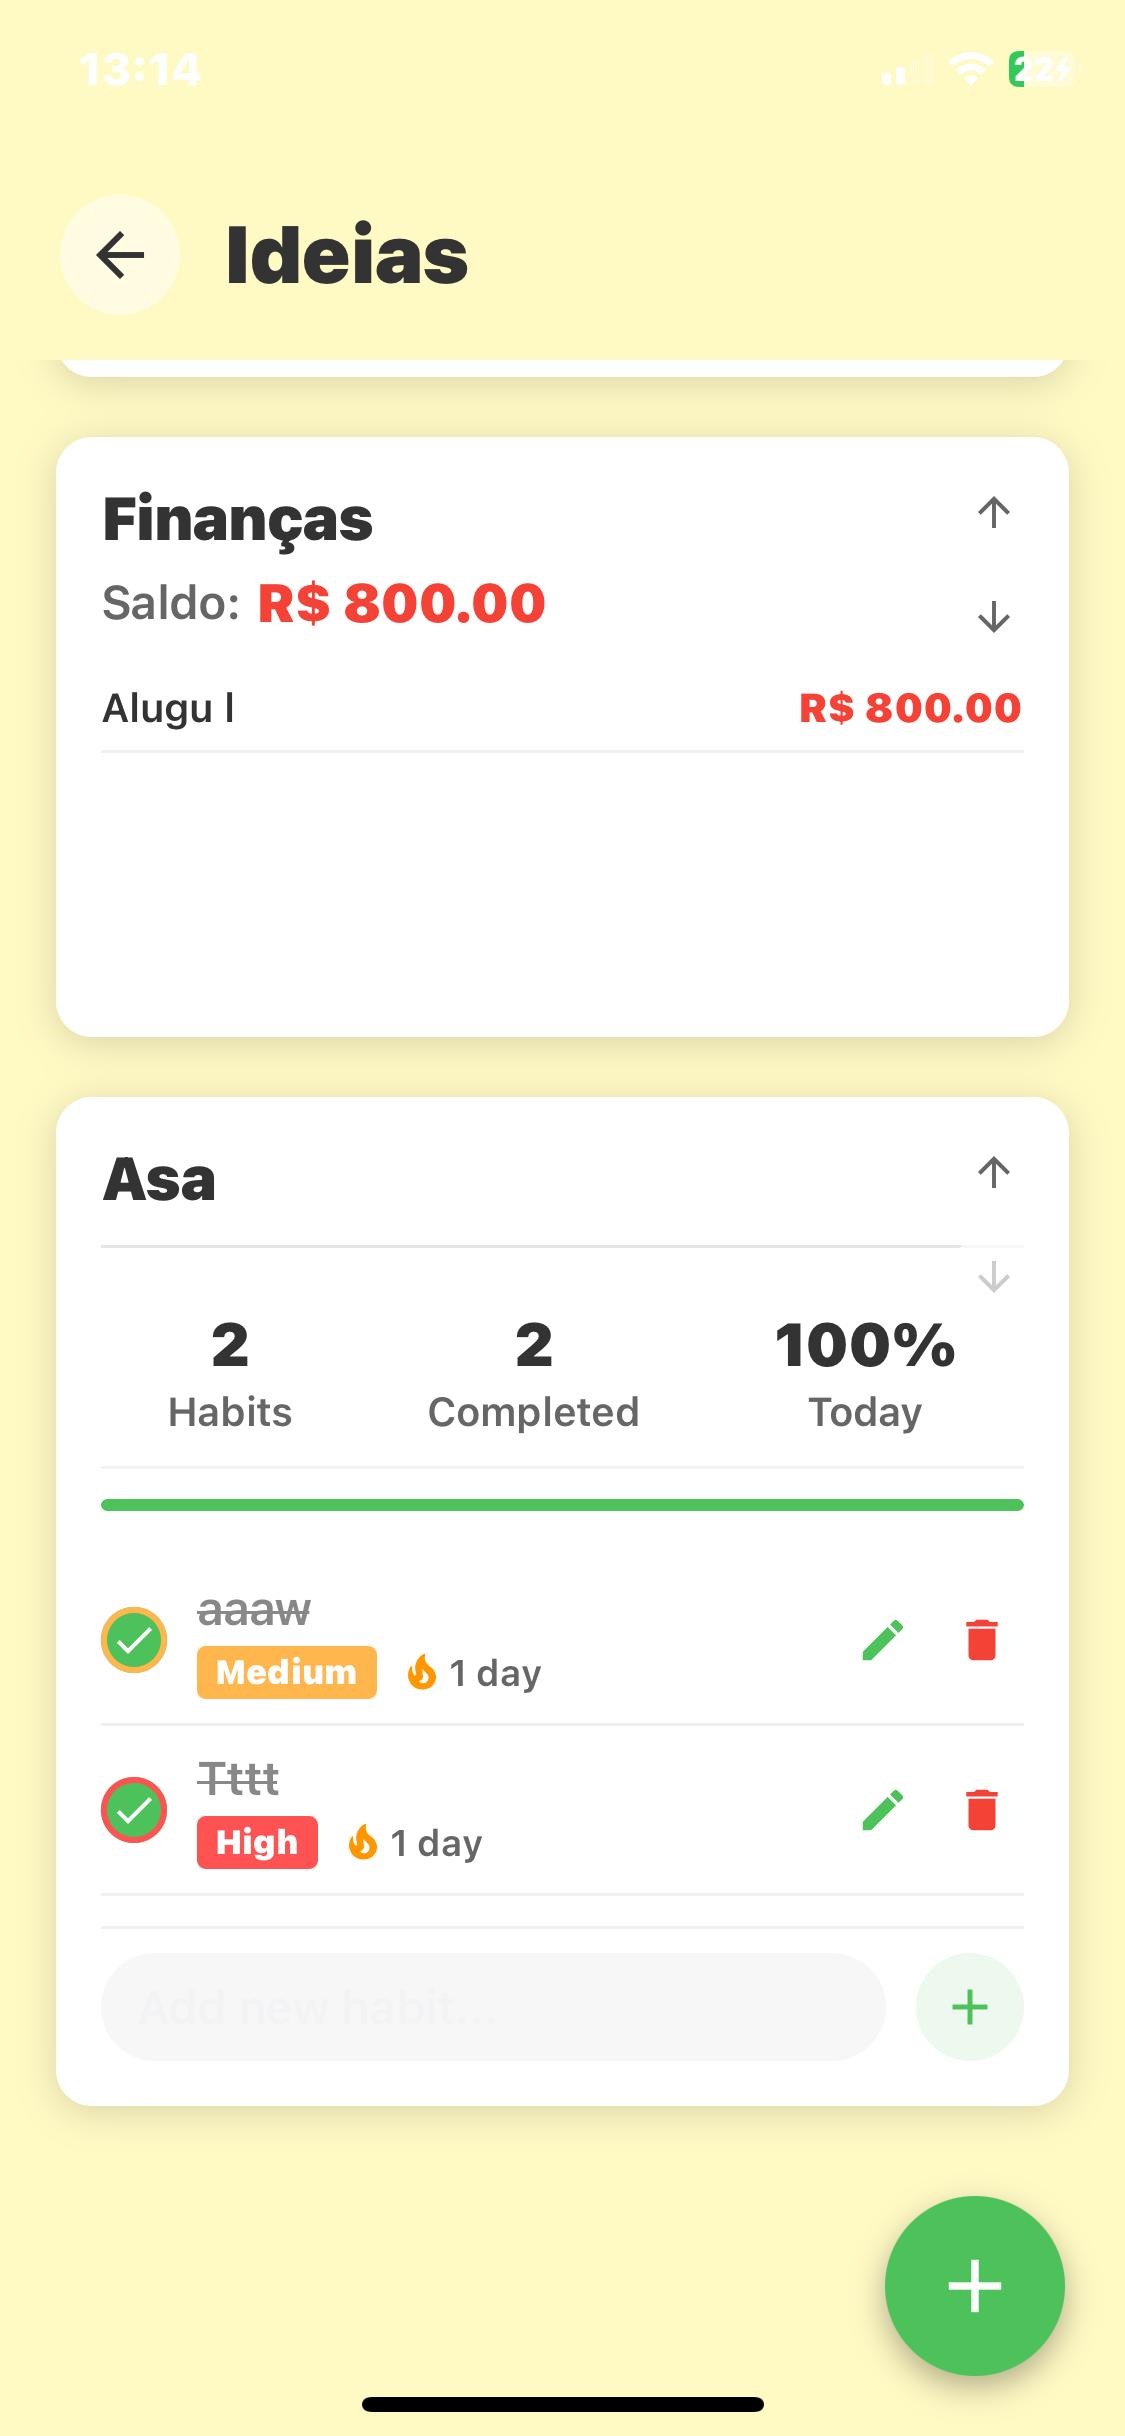 13:14
22
Ideias
Finanças
Saldo: R$ 800.00
Alugu l R$ 800.00
Asa
2 2 100%
Habits Completed Today
aaaw
Medium 1 day
Tttt
High 1 day
Add new habit...